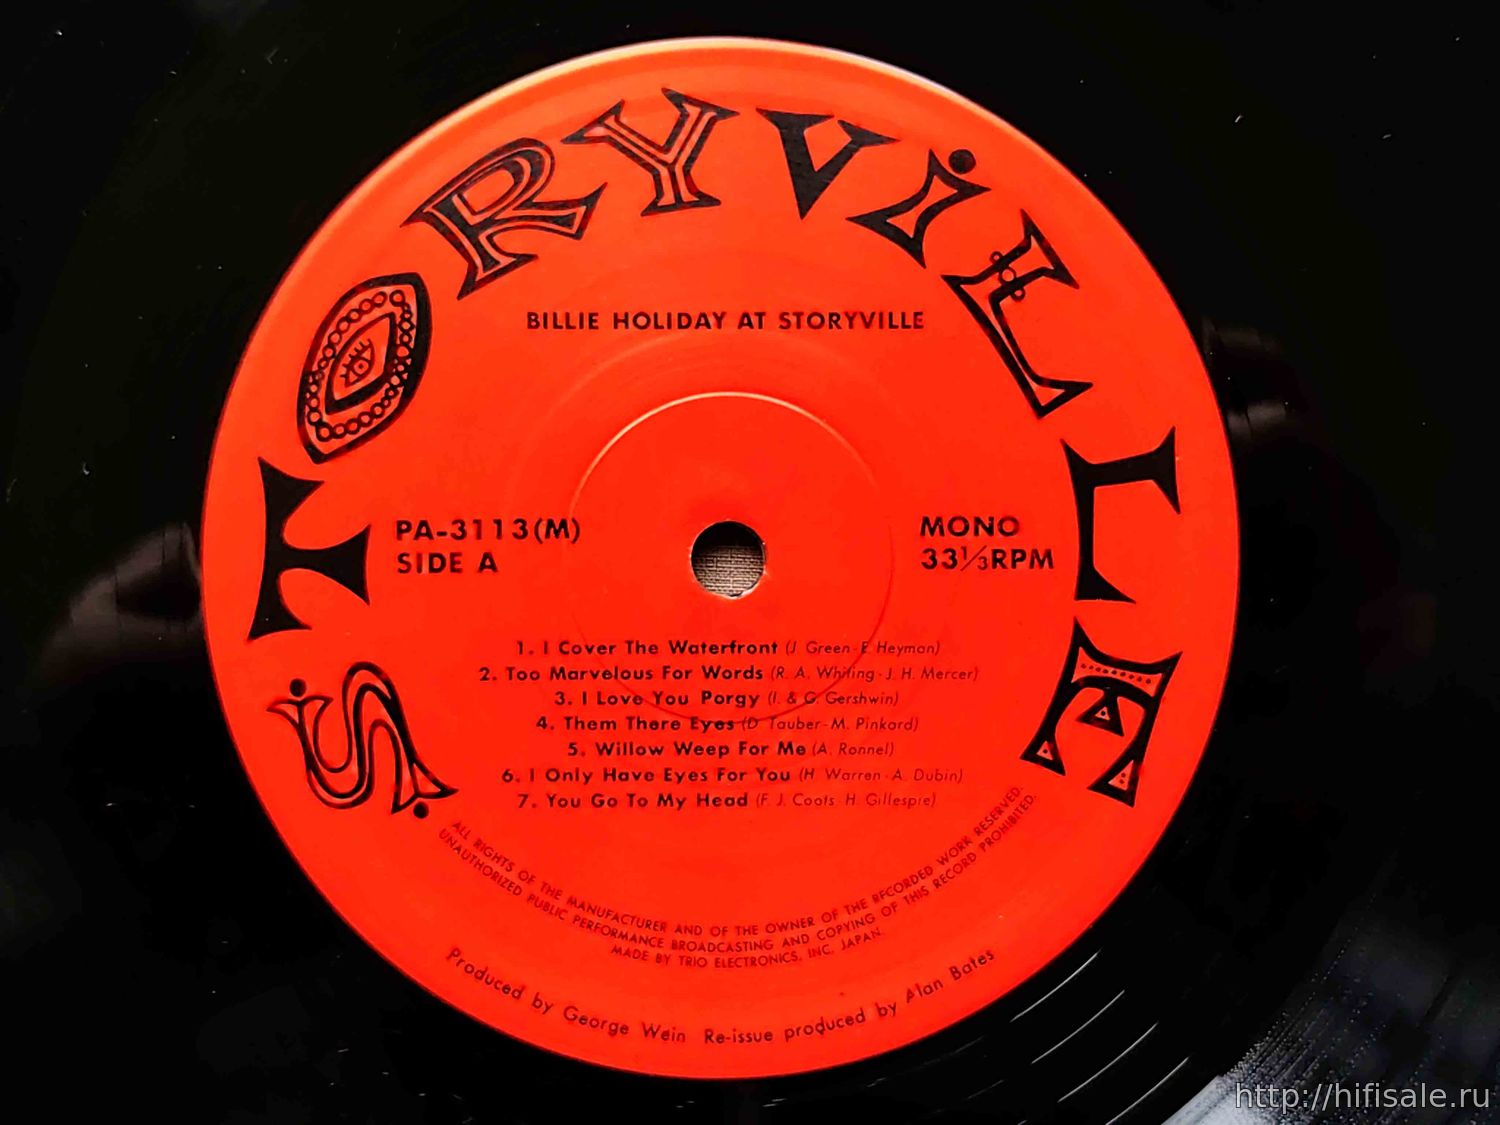 STORYViLLE
BILLIE HOLIDAY AT STORYVILLE
PA-3113(M)
SIDE A
MONO
33⅓RPM
1. I Cover The Waterfront (J. Green-E. Heyman)
2. Too Marvelous For Words (R. A. Whiting-J. H. Mercer)
3. I Love You Porgy (I. & G. Gershwin)
4. Them There Eyes (D. Tauber-M. Pinkard)
5. Willow Weep For Me (A. Ronnel)
6. I Only Have Eyes For You (H. Warren-A. Dubin)
7. You Go To My Head (F. J. Coots-H. Gillespie)
ALL RIGHTS OF THE MANUFACTURER AND OF THE OWNER OF THE RECORDED WORK RESERVED.
UNAUTHORIZED PUBLIC PERFORMANCE BROADCASTING AND COPYING OF THIS RECORD PROHIBITED.
MADE BY TRIO ELECTRONICS, INC. JAPAN.
Produced by George Wein Re-issue produced by Alan Bates
http://hifisale.ru